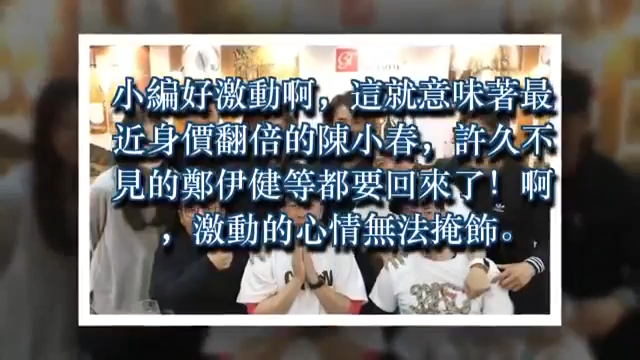 小編好激動啊，這就意味著最
近身價翻倍的陳小春，許久不
見的鄭伊健等都要回來了！啊
，激動的心情無法掩飾。